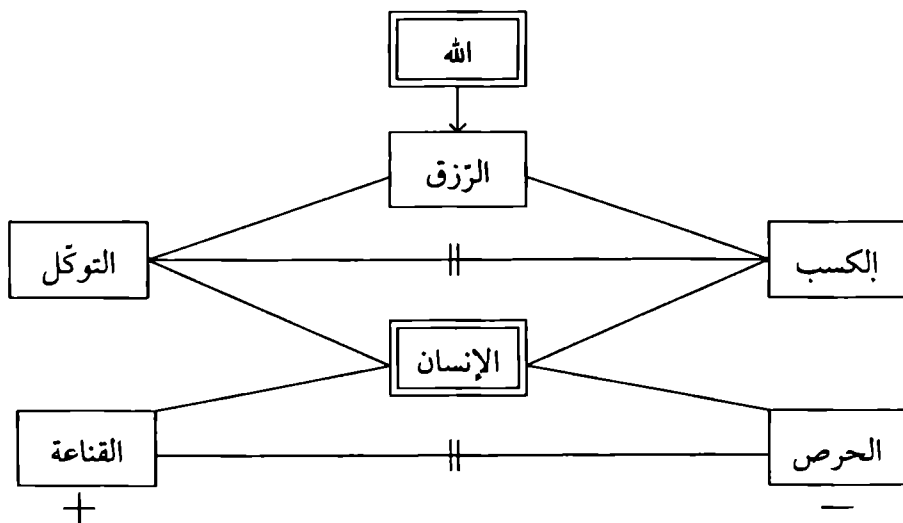 الله
الرّزق
الكسب
التوكّل
الإنسان
الحرص
القناعة
−
+